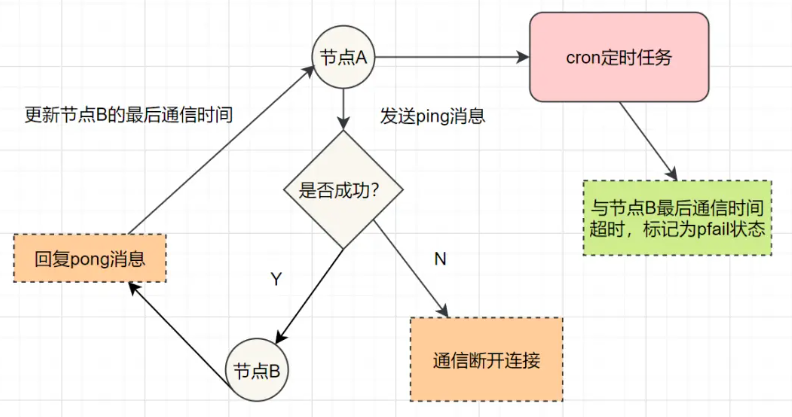 节点A
cron定时任务
更新节点B的最后通信时间
发送ping消息
是否成功?
与节点B最后通信时间
超时，标记为pfail状态
回复pong消息
Y
N
节点B
通信断开连接